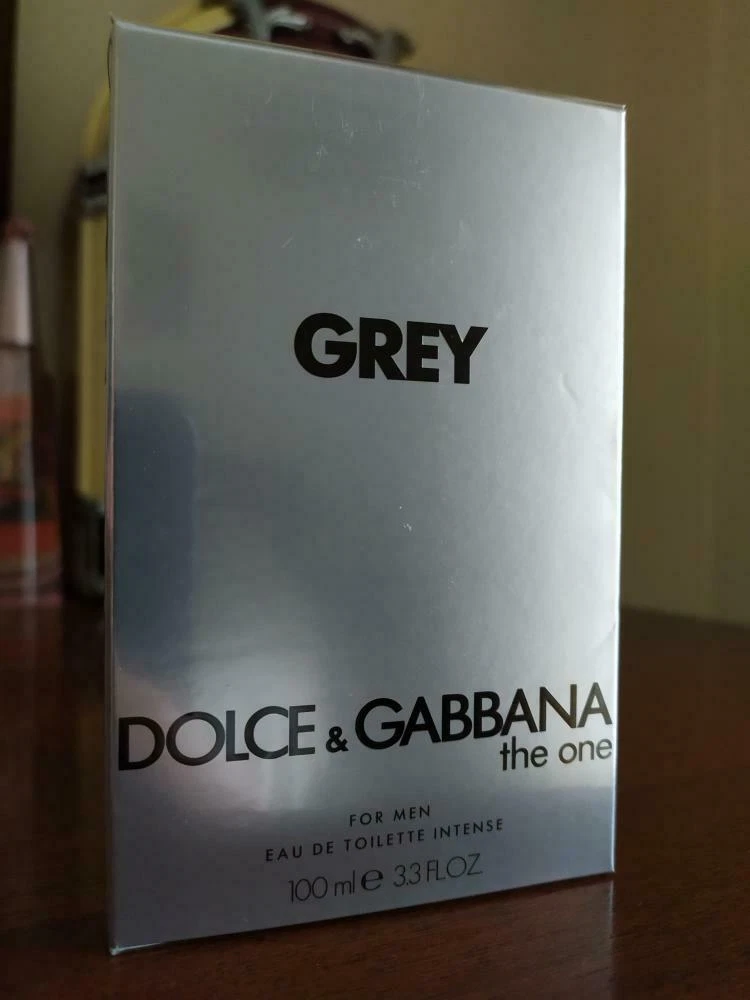 GREY
DOLCE & GABBANA
the one
FOR MEN
EAU DE TOILETTE INTENSE
100 ml e 3.3 FL.OZ